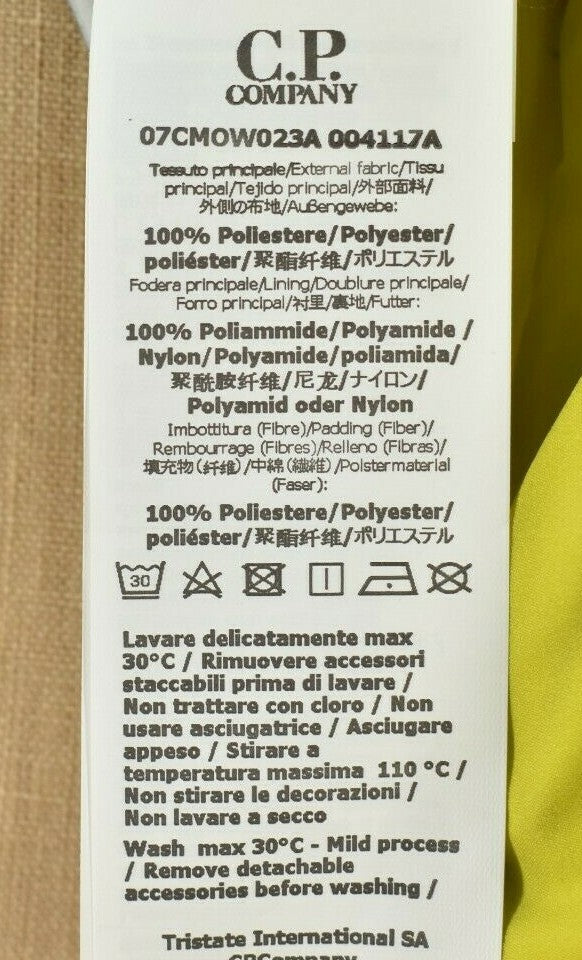 C.P.
COMPANY
07CMOW023A 004117A
Tessuto principale/External fabric/Tissu
principal/Tejido principal/外部面料/
外側の布地/Außengewebe:
100% Poliestere/Polyester/
poliéster/聚酯纤维/ポリエステル
Fodera principale/Lining/Doublure principale/
Forro principal/衬里/裏地/Futter:
100% Poliammide/Polyamide /
Nylon/Polyamide/poliamida/
聚酰胺纤维/尼龙/ナイロン/
Polyamid oder Nylon
Imbottitura (Fibre)/Padding (Fiber)/
Rembourrage (Fibres)/Relleno (Fibras)/
填充物(纤维)/中綿(繊維)/Polstermaterial
(Faser):
100% Poliestere/Polyester/
poliéster/聚酯纤维/ポリエステル
30
Lavare delicatamente max
30°C / Rimuovere accessori
staccabili prima di lavare /
Non trattare con cloro / Non
usare asciugatrice / Asciugare
appeso / Stirare a
temperatura massima 110 °C /
Non stirare le decorazioni /
Non lavare a secco
Wash max 30°C - Mild process
/ Remove detachable
accessories before washing /
Tristate International SA
CPCompany